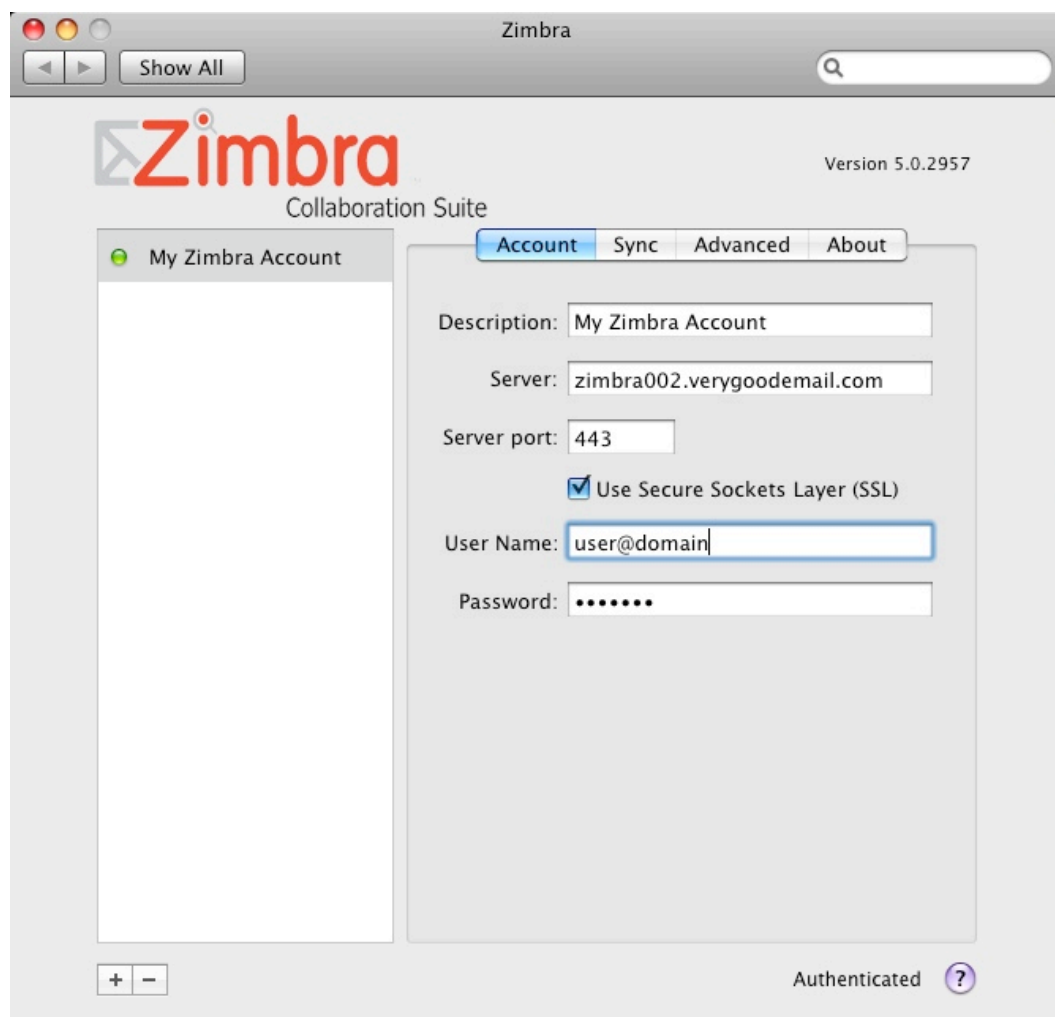 Zimbra
Show All
Zimbra
Version 5.0.2957
Collaboration Suite
My Zimbra Account
Account Sync Advanced About
Description: My Zimbra Account
Server: zimbra002.verygoodemail.com
Server port: 443
Use Secure Sockets Layer (SSL)
User Name: user@domain
Password: •••••••
+ −
Authenticated ?